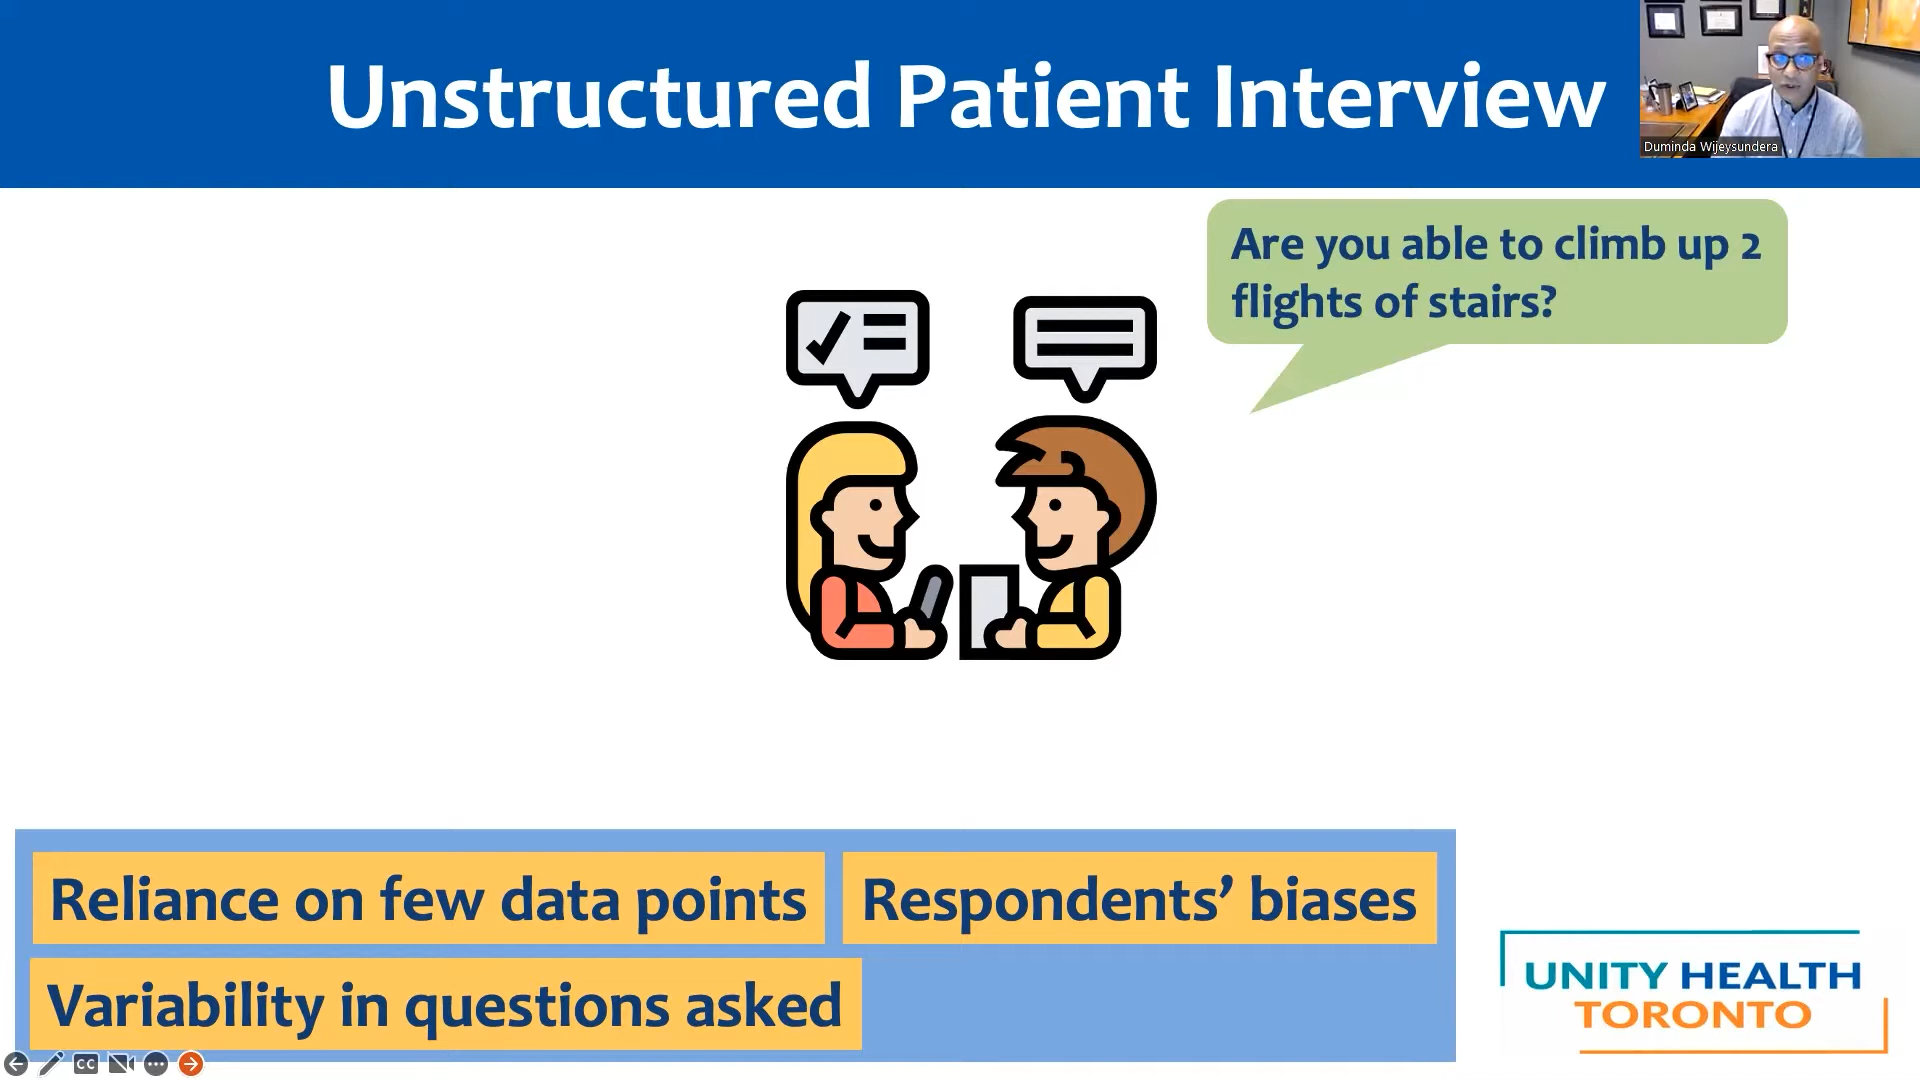 Unstructured Patient Interview
Duminda Wijeysundera
Are you able to climb up 2
flights of stairs?
Reliance on few data points
Respondents’ biases
Variability in questions asked
UNITY HEALTH
TORONTO
CC